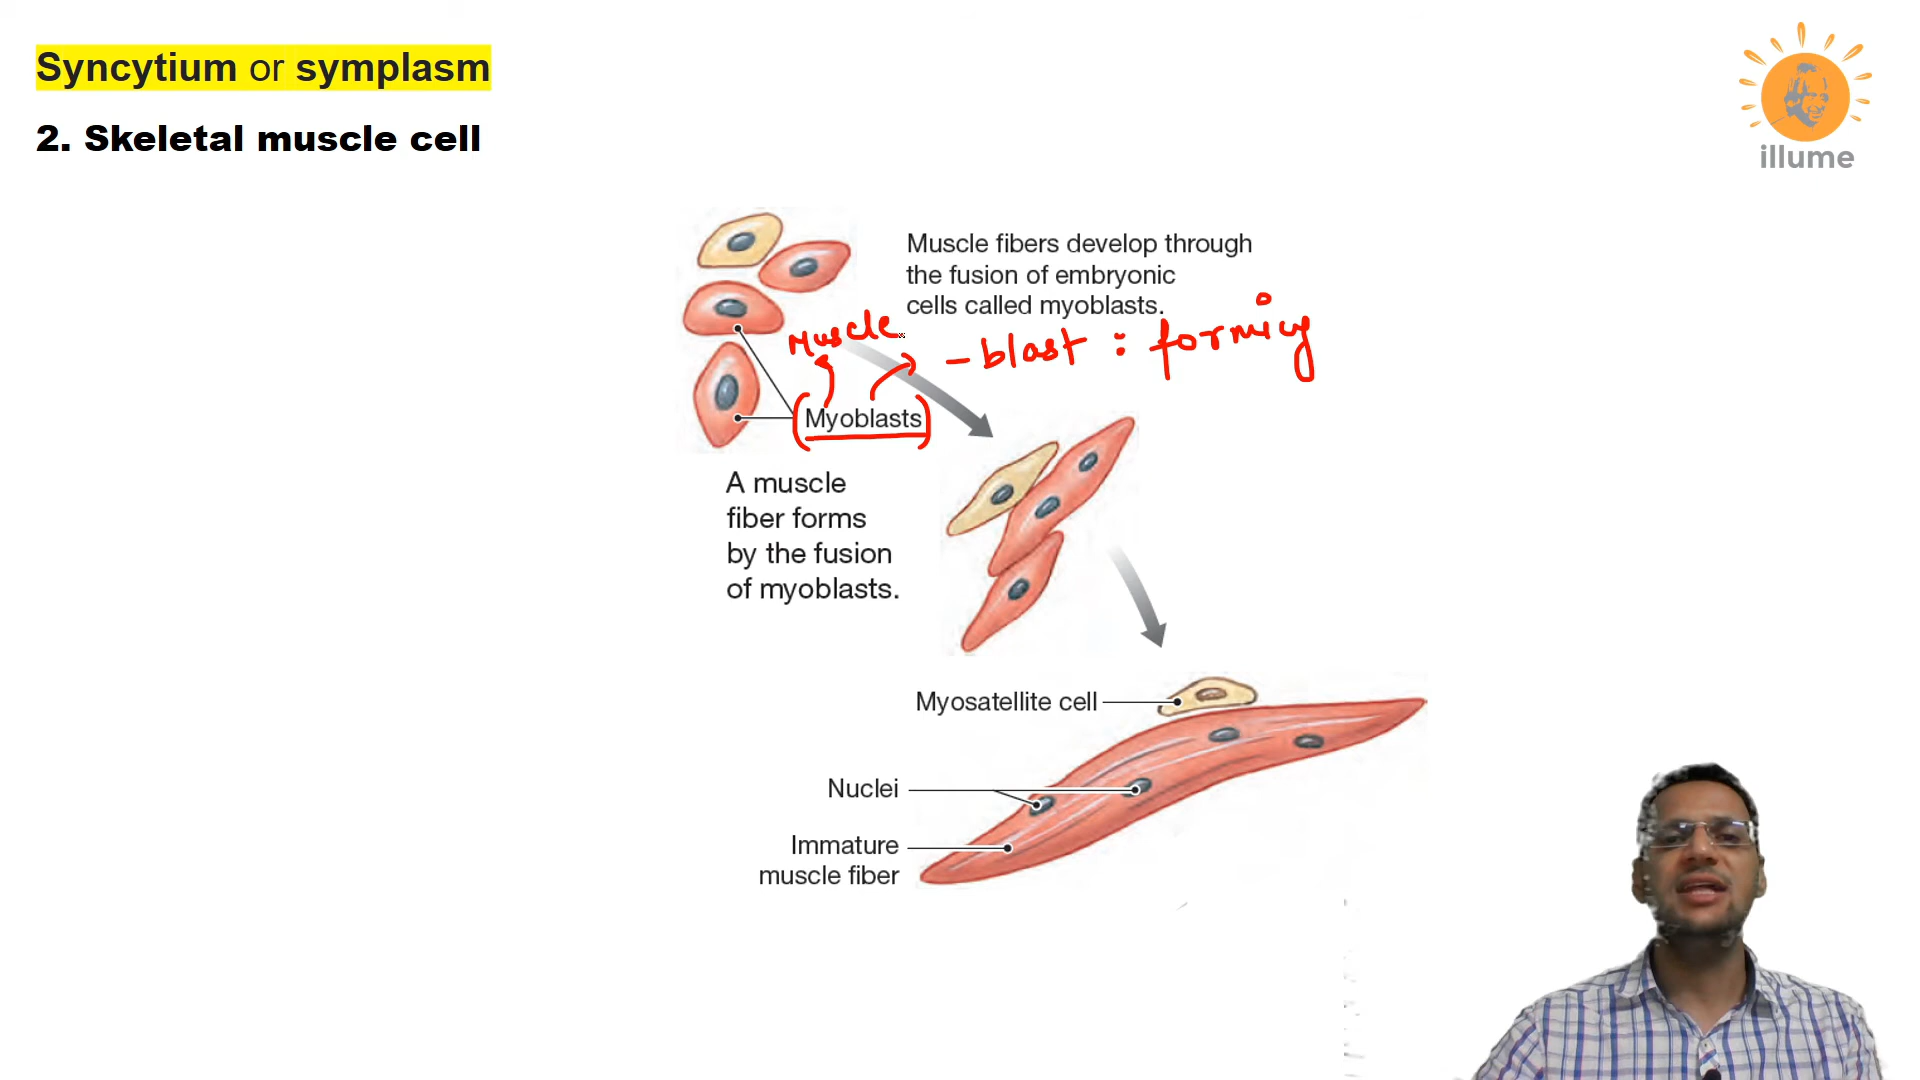 Syncytium or symplasm
2. Skeletal muscle cell
illume
Muscle fibers develop through
the fusion of embryonic
cells called myoblasts.
Muscle
-blast : forming
Myoblasts
A muscle
fiber forms
by the fusion
of myoblasts.
Myosatellite cell
Nuclei
Immature
muscle fiber